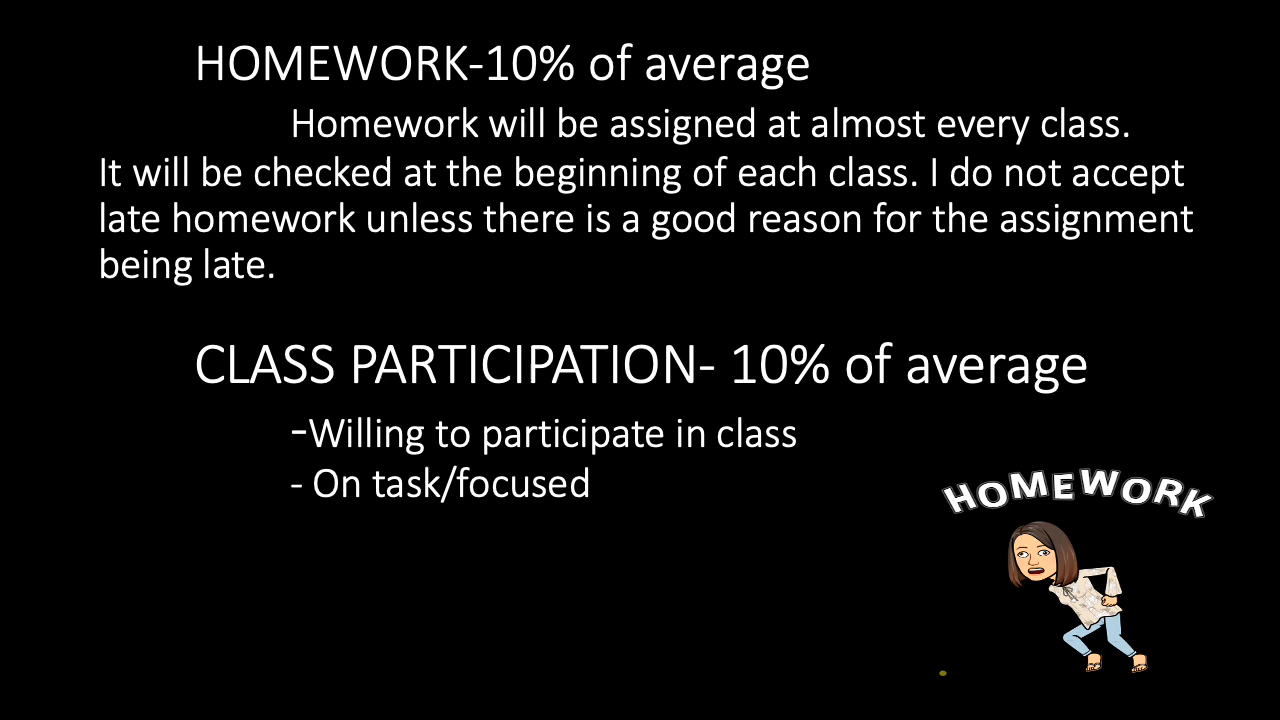 HOMEWORK-10% of average
Homework will be assigned at almost every class.
It will be checked at the beginning of each class. I do not accept
late homework unless there is a good reason for the assignment
being late.
CLASS PARTICIPATION- 10% of average
-Willing to participate in class
- On task/focused
HOMEWORK